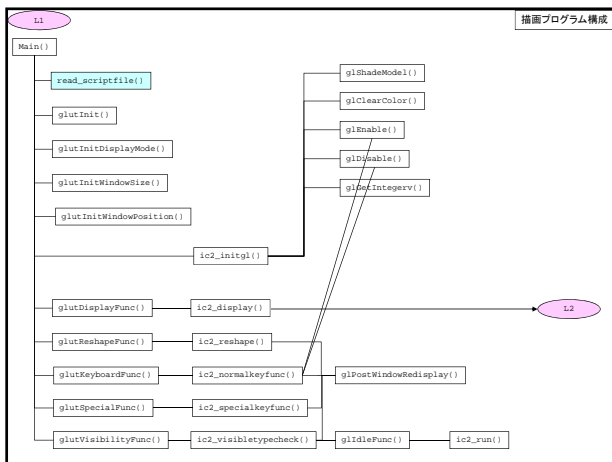 L1
描画プログラム構成
Main()
read_scriptfile()
glutInit()
glutInitDisplayMode()
glutInitWindowSize()
glutInitWindowPosition()
glShadeModel()
glClearColor()
glEnable()
glDisable()
glGetIntegerv()
ic2_initgl()
glutDisplayFunc()
ic2_display()
L2
glutReshapeFunc()
ic2_reshape()
glutKeyboardFunc()
ic2_normalkeyfunc()
glPostWindowRedisplay()
glutSpecialFunc()
ic2_specialkeyfunc()
glutVisibilityFunc()
ic2_visibletypecheck()
glIdleFunc()
ic2_run()